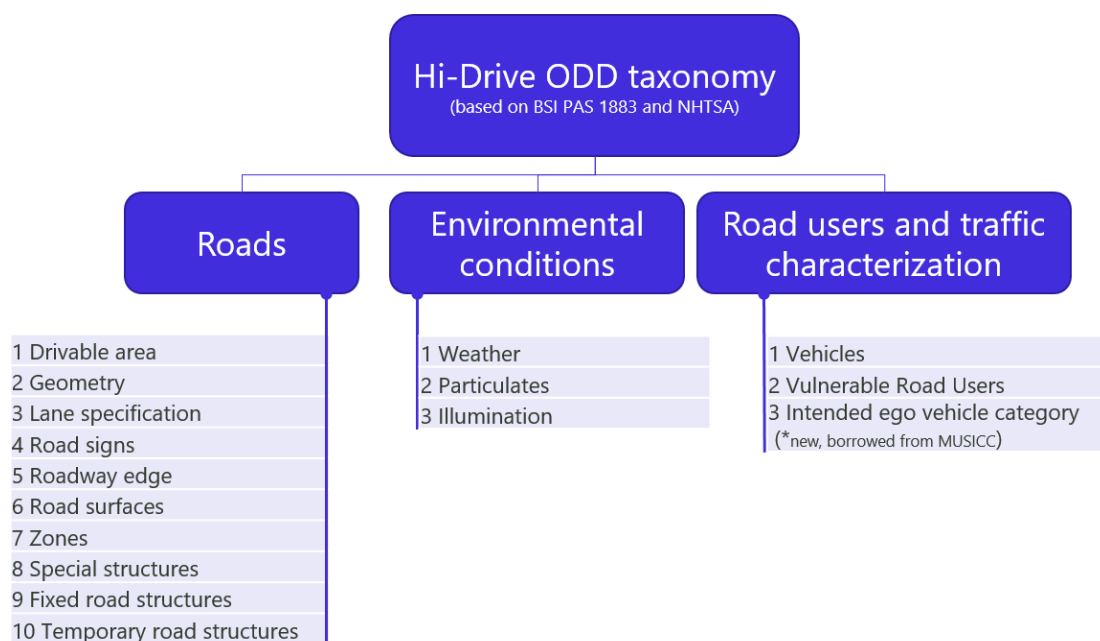 Hi-Drive ODD taxonomy
(based on BSI PAS 1883 and NHTSA)
Roads
1 Drivable area
2 Geometry
3 Lane specification
4 Road signs
5 Roadway edge
6 Road surfaces
7 Zones
8 Special structures
9 Fixed road structures
10 Temporary road structures
Environmental
conditions
1 Weather
2 Particulates
3 Illumination
Road users and traffic
characterization
1 Vehicles
2 Vulnerable Road Users
3 Intended ego vehicle category
(*new, borrowed from MUSICC)